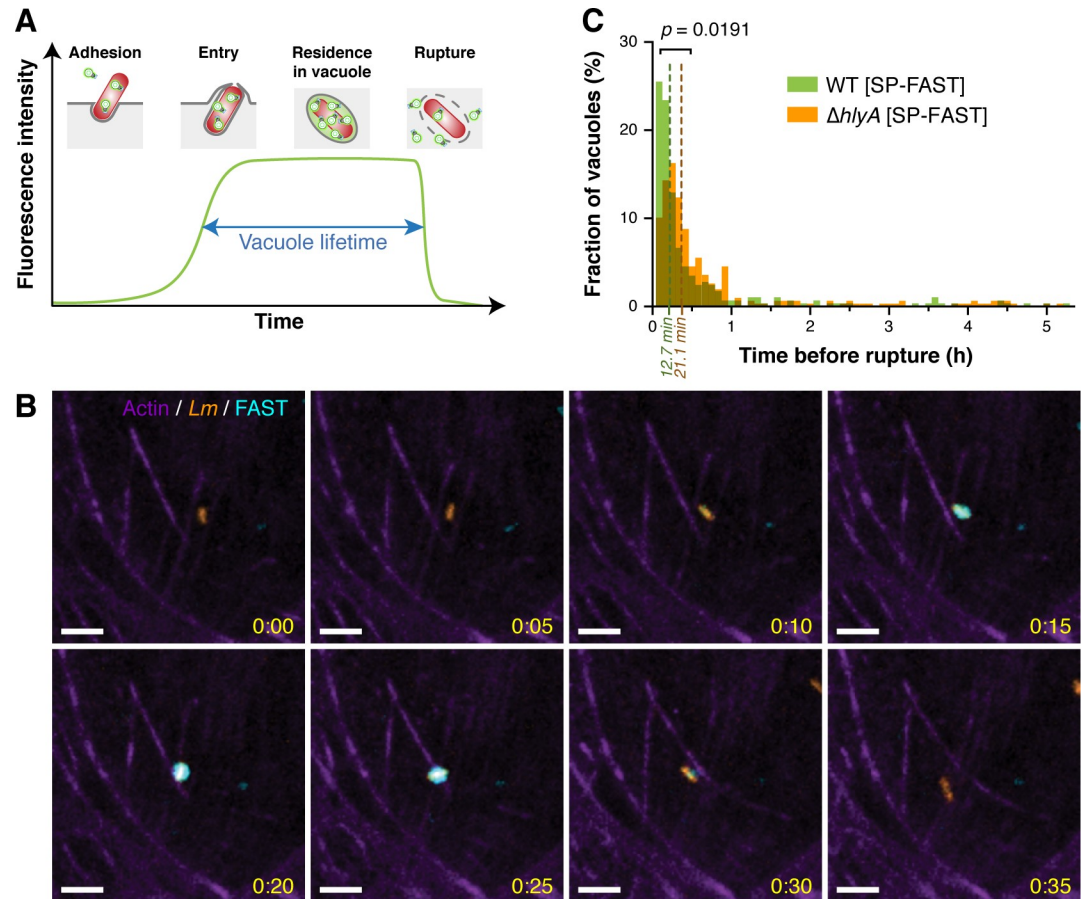 A
Adhesion
Entry
Residence
in vacuole
Rupture
Fluorescence intensity
Vacuole lifetime
Time
C
p = 0.0191
30
20
10
0
Fraction of vacuoles (%)
WT [SP-FAST]
ΔhlyA [SP-FAST]
0 1 2 3 4 5
12.7 min
21.1 min
Time before rupture (h)
B
Actin / Lm / FAST
0:00
0:05
0:10
0:15
0:20
0:25
0:30
0:35